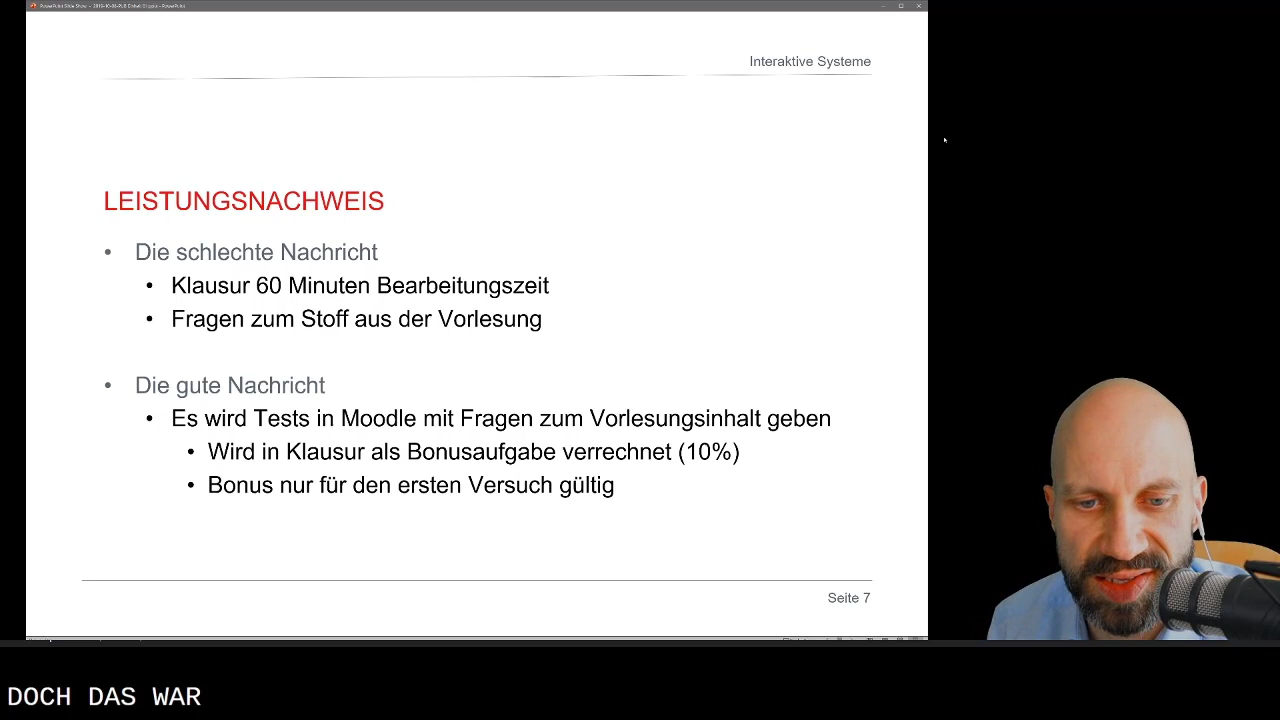 Interaktive Systeme
LEISTUNGSNACHWEIS
• Die schlechte Nachricht
• Klausur 60 Minuten Bearbeitungszeit
• Fragen zum Stoff aus der Vorlesung
• Die gute Nachricht
• Es wird Tests in Moodle mit Fragen zum Vorlesungsinhalt geben
• Wird in Klausur als Bonusaufgabe verrechnet (10%)
• Bonus nur für den ersten Versuch gültig
Seite 7
DOCH DAS WAR